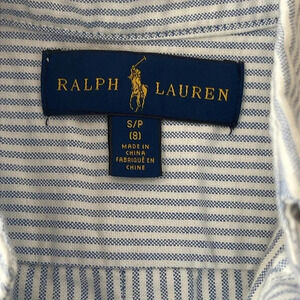 RALPH LAUREN
S/P
(8)
MADE IN
CHINA
FABRIQUÉ EN
CHINE